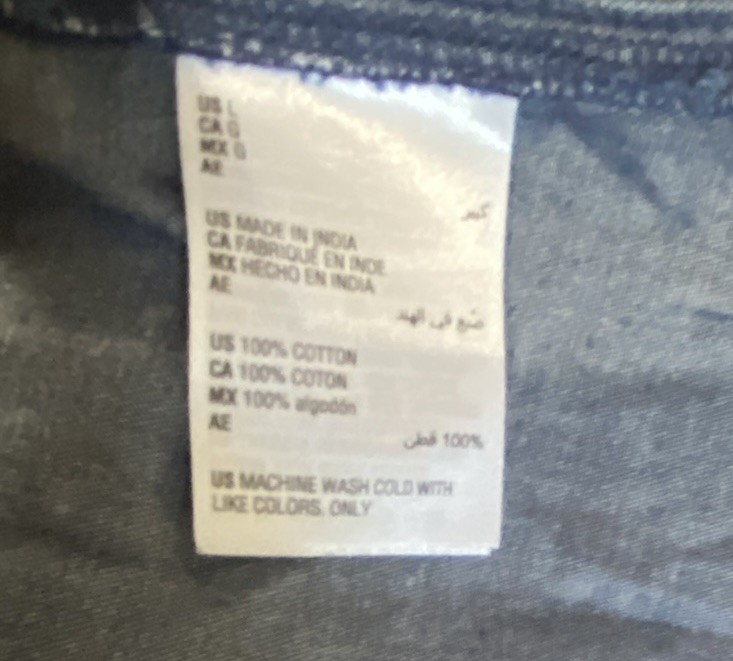 US L
CA G
MX G
AE
كبير
US MADE IN INDIA
CA FABRIQUÉ EN INDE
MX HECHO EN INDIA
AE
صنع في الهند
US 100% COTTON
CA 100% COTON
MX 100% algodón
AE
100% قطن
US MACHINE WASH COLD WITH
LIKE COLORS. ONLY